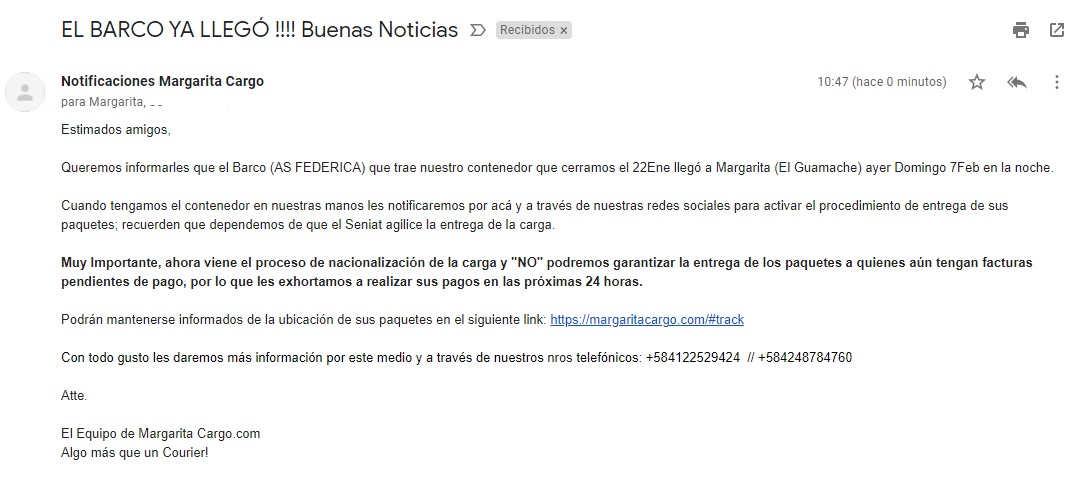 EL BARCO YA LLEGÓ !!!! Buenas Noticias
Recibidos x
Notificaciones Margarita Cargo
10:47 (hace 0 minutos)
para Margarita,
Estimados amigos,
Queremos informarles que el Barco (AS FEDERICA) que trae nuestro contenedor que cerramos el 22Ene llegó a Margarita (El Guamache) ayer Domingo 7Feb en la noche.
Cuando tengamos el contenedor en nuestras manos les notificaremos por acá y a través de nuestras redes sociales para activar el procedimiento de entrega de sus
paquetes; recuerden que dependemos de que el Seniat agilice la entrega de la carga.
Muy Importante, ahora viene el proceso de nacionalización de la carga y "NO" podremos garantizar la entrega de los paquetes a quienes aún tengan facturas
pendientes de pago, por lo que les exhortamos a realizar sus pagos en las próximas 24 horas.
Podrán mantenerse informados de la ubicación de sus paquetes en el siguiente link: https://margaritacargo.com/#track
Con todo gusto les daremos más información por este medio y a través de nuestros nros telefónicos: +584122529424 // +584248784760
Atte.
El Equipo de Margarita Cargo.com
Algo más que un Courier!